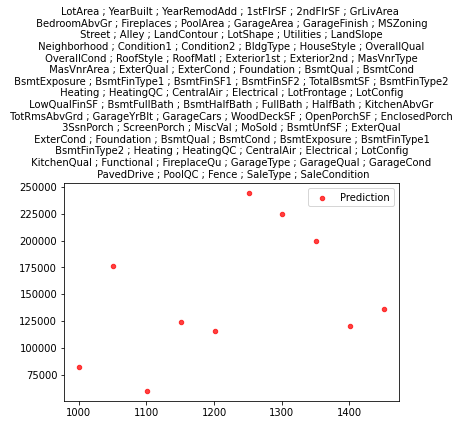 LotArea ; YearBuilt ; YearRemodAdd ; 1stFlrSF ; 2ndFlrSF ; GrLivArea
BedroomAbvGr ; Fireplaces ; PoolArea ; GarageArea ; GarageFinish ; MSZoning
Street ; Alley ; LandContour ; LotShape ; Utilities ; LandSlope
Neighborhood ; Condition1 ; Condition2 ; BldgType ; HouseStyle ; OverallQual
OverallCond ; RoofStyle ; RoofMatl ; Exterior1st ; Exterior2nd ; MasVnrType
MasVnrArea ; ExterQual ; ExterCond ; Foundation ; BsmtQual ; BsmtCond
BsmtExposure ; BsmtFinType1 ; BsmtFinSF1 ; BsmtFinSF2 ; TotalBsmtSF ; BsmtFinType2
Heating ; HeatingQC ; CentralAir ; Electrical ; LotFrontage ; LotConfig
LowQualFinSF ; BsmtFullBath ; BsmtHalfBath ; FullBath ; HalfBath ; KitchenAbvGr
TotRmsAbvGrd ; GarageYrBlt ; GarageCars ; WoodDeckSF ; OpenPorchSF ; EnclosedPorch
3SsnPorch ; ScreenPorch ; MiscVal ; MoSold ; BsmtUnfSF ; ExterQual
ExterCond ; Foundation ; BsmtQual ; BsmtCond ; BsmtExposure ; BsmtFinType1
BsmtFinType2 ; Heating ; HeatingQC ; CentralAir ; Electrical ; LotConfig
KitchenQual ; Functional ; FireplaceQu ; GarageType ; GarageQual ; GarageCond
PavedDrive ; PoolQC ; Fence ; SaleType ; SaleCondition
Prediction
250000
225000
200000
175000
150000
125000
100000
75000
1000 1100 1200 1300 1400